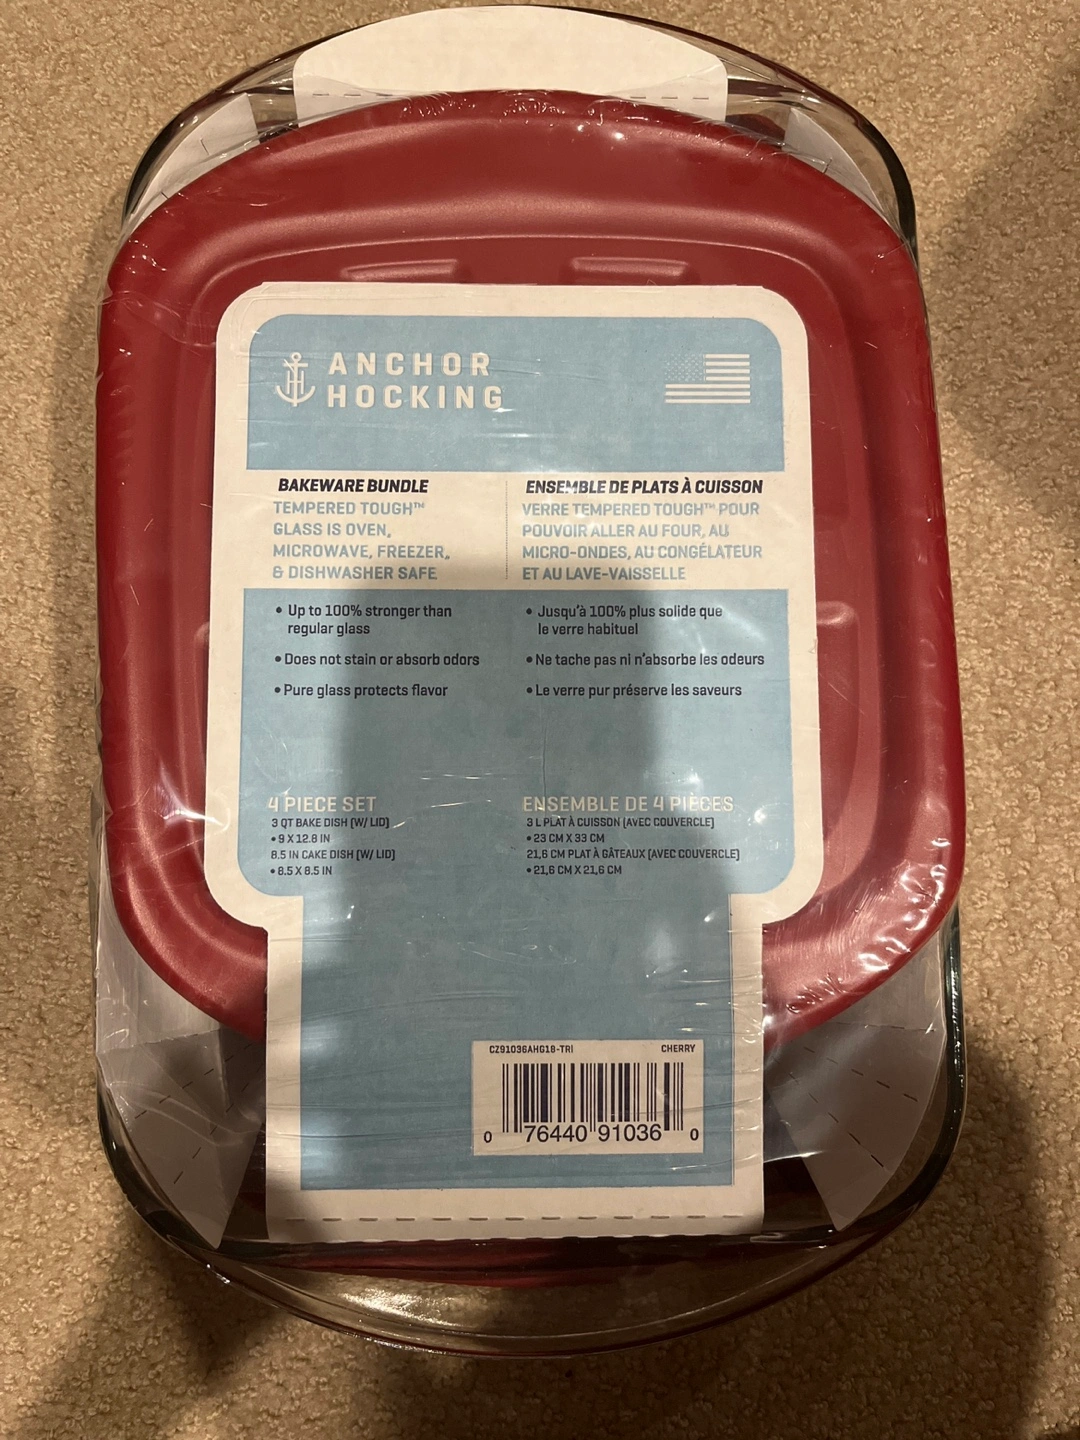 ANCHOR
HOCKING
BAKEWARE BUNDLE
TEMPERED TOUGH™
GLASS IS OVEN,
MICROWAVE, FREEZER,
& DISHWASHER SAFE
• Up to 100% stronger than
regular glass
• Does not stain or absorb odors
• Pure glass protects flavor
4 PIECE SET
3 QT BAKE DISH (W/ LID)
• 9 X 12.8 IN
8.5 IN CAKE DISH (W/ LID)
• 8.5 X 8.5 IN
ENSEMBLE DE PLATS À CUISSON
VERRE TEMPERED TOUGH™ POUR
POUVOIR ALLER AU FOUR, AU
MICRO-ONDES, AU CONGÉLATEUR
ET AU LAVE-VAISSELLE
• Jusqu'à 100% plus solide que
le verre habituel
• Ne tache pas ni n'absorbe les odeurs
• Le verre pur préserve les saveurs
ENSEMBLE DE 4 PIÈCES
3 L PLAT À CUISSON (AVEC COUVERCLE)
• 23 CM X 33 CM
21,6 CM PLAT À GÂTEAUX (AVEC COUVERCLE)
• 21,6 CM X 21,6 CM
CZ91036AHG18-TRI CHERRY
0 76440 91036 0